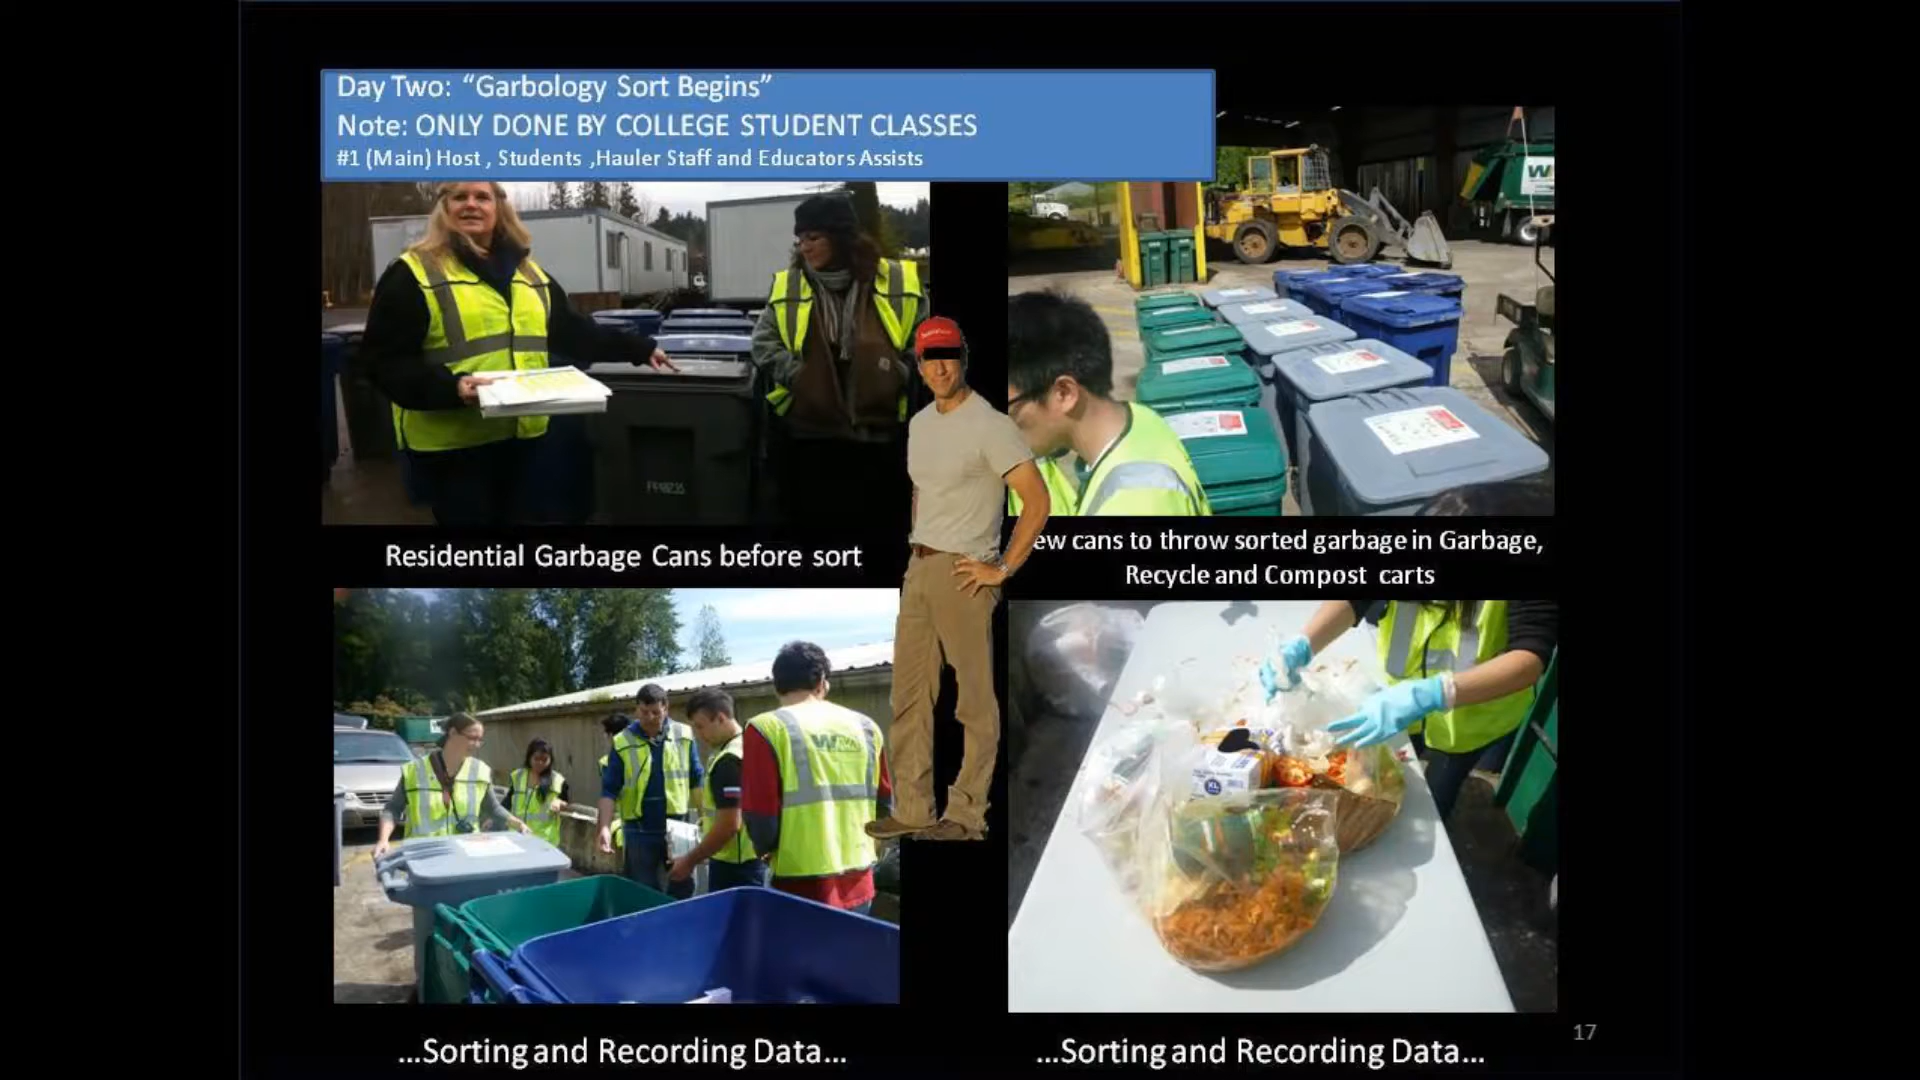 Day Two: “Garbology Sort Begins”
Note: ONLY DONE BY COLLEGE STUDENT CLASSES
#1 (Main) Host , Students ,Hauler Staff and Educators Assists
Residential Garbage Cans before sort
ew cans to throw sorted garbage in Garbage,
Recycle and Compost carts
XL
...Sorting and Recording Data...
...Sorting and Recording Data...
17